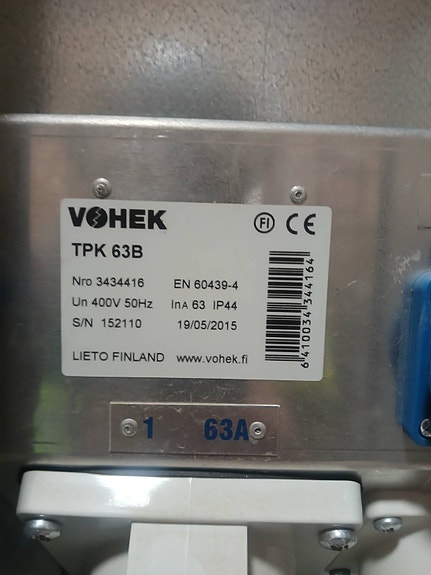 VOHEK
FI CE
TPK 63B
Nro 3434416 EN 60439-4
Un 400V 50Hz InA 63 IP44
S/N 152110 19/05/2015
LIETO FINLAND www.vohek.fi
6410034344164
1 63A